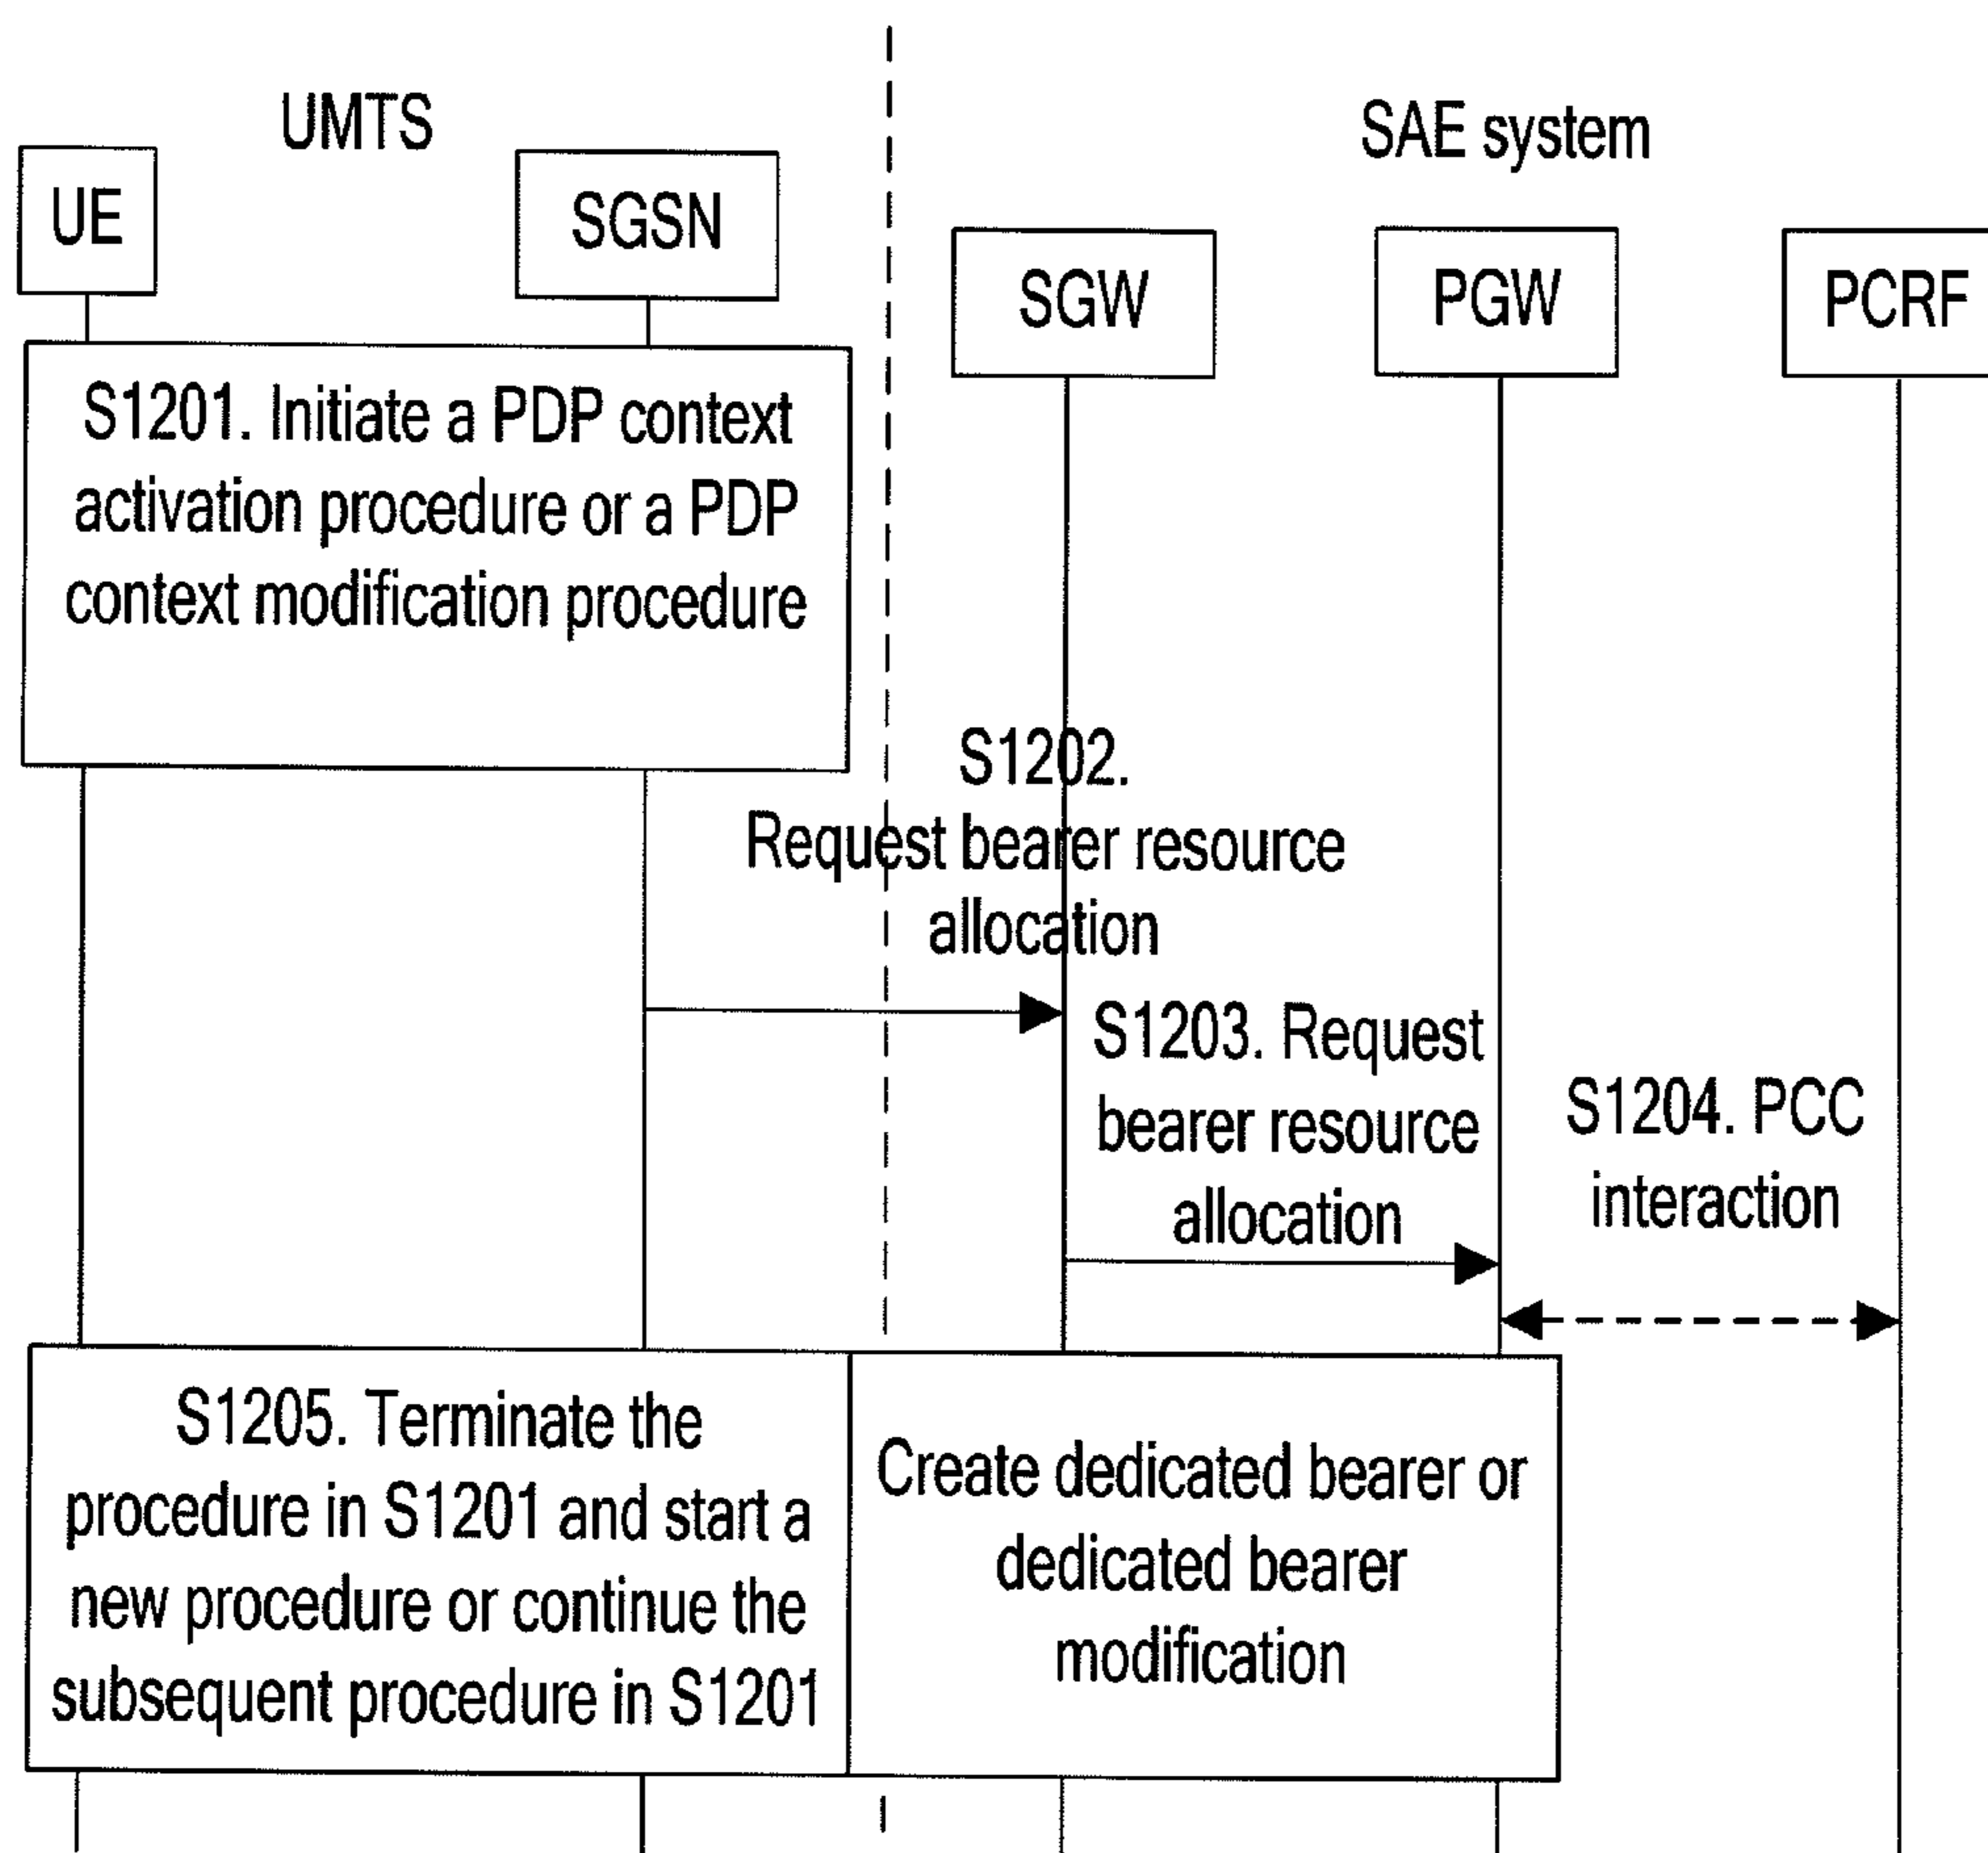 UMTS
SAE system
UE
SGSN
SGW
PGW
PCRF
S1201. Initiate a PDP context
activation procedure or a PDP
context modification procedure
S1202.
Request bearer resource
allocation
S1203. Request
bearer resource
allocation
S1204. PCC
interaction
S1205. Terminate the
procedure in S1201 and start a
new procedure or continue the
subsequent procedure in S1201
Create dedicated bearer or
dedicated bearer
modification